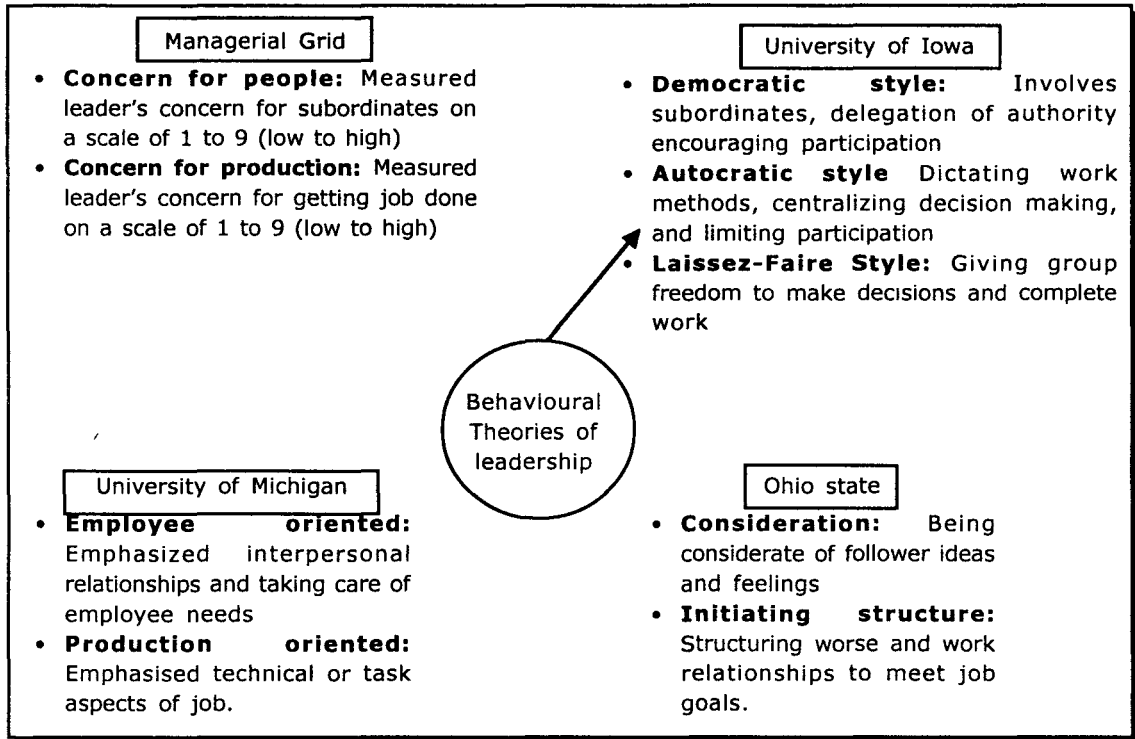 Managerial Grid
• Concern for people: Measured
leader's concern for subordinates on
a scale of 1 to 9 (low to high)
• Concern for production: Measured
leader's concern for getting job done
on a scale of 1 to 9 (low to high)
University of Iowa
• Democratic style: Involves
subordinates, delegation of authority
encouraging participation
• Autocratic style Dictating work
methods, centralizing decision making,
and limiting participation
• Laissez-Faire Style: Giving group
freedom to make decisions and complete
work
Behavioural
Theories of
leadership
University of Michigan
• Employee oriented:
Emphasized interpersonal
relationships and taking care of
employee needs
• Production oriented:
Emphasised technical or task
aspects of job.
Ohio state
• Consideration: Being
considerate of follower ideas
and feelings
• Initiating structure:
Structuring worse and work
relationships to meet job
goals.